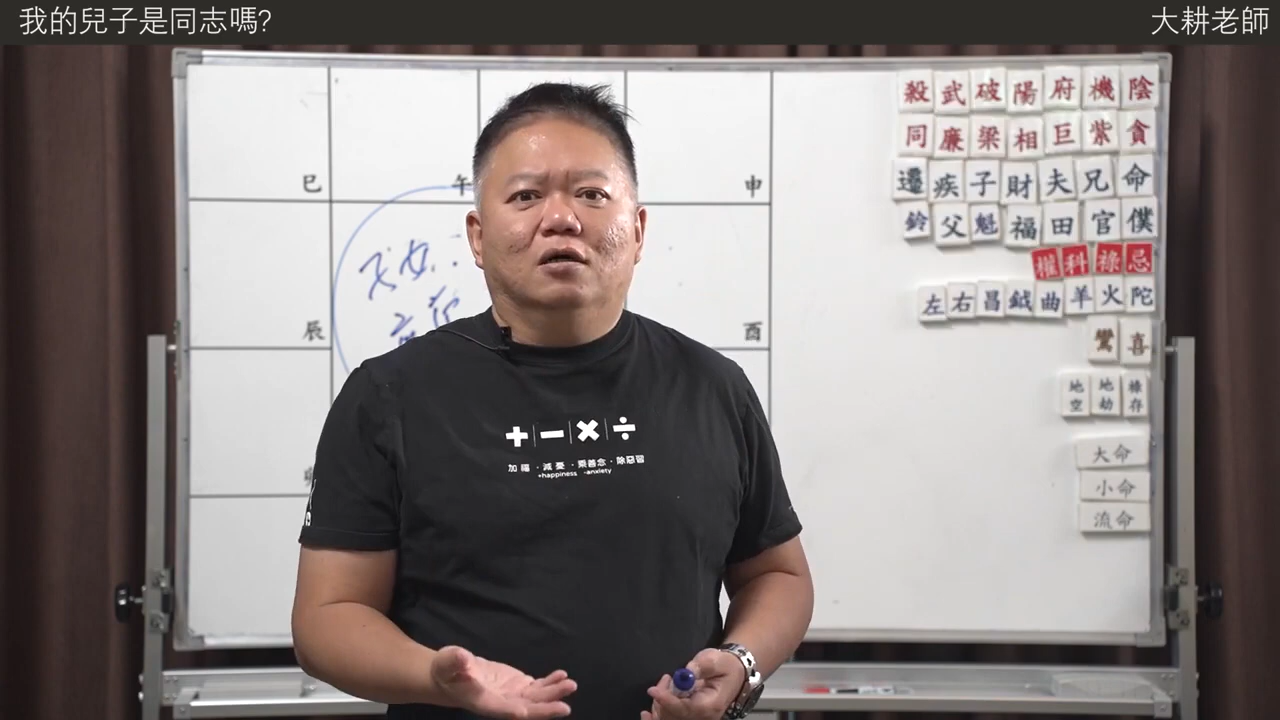 我的兒子是同志嗎?
大耕老師
殺武破陽府機陰
同廉梁相巨紫貪
遷疾子財夫兄命
鈴父魁福田官僕
權科祿忌
左右昌鉞曲羊火陀
鸞喜
地空 地劫 祿存
大命
小命
流命
巳
午
申
辰
酉
+ − × ÷
加福·減憂·乘善念·除惡習
+happiness -anxiety